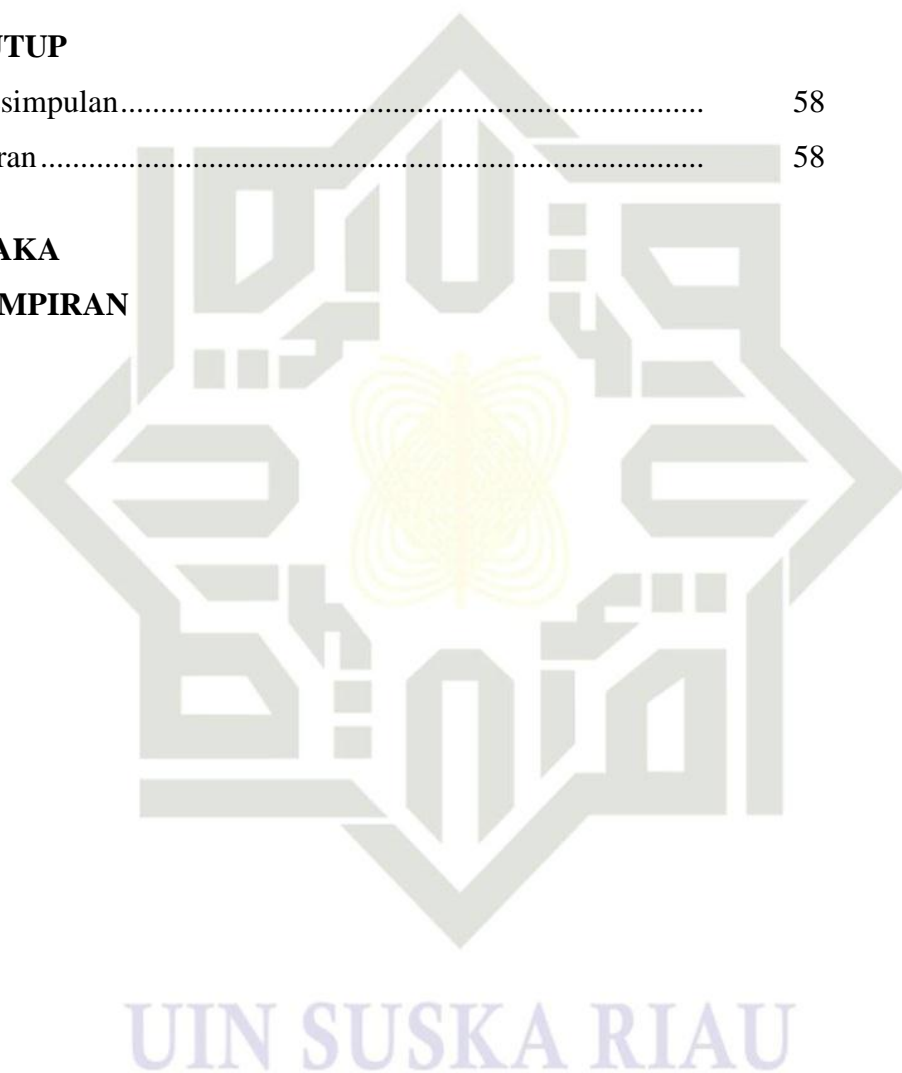 UTUP
simpulan........................................................................ 58
ran.................................................................................. 58
AKA
MPIRAN
UIN SUSKA RIAU